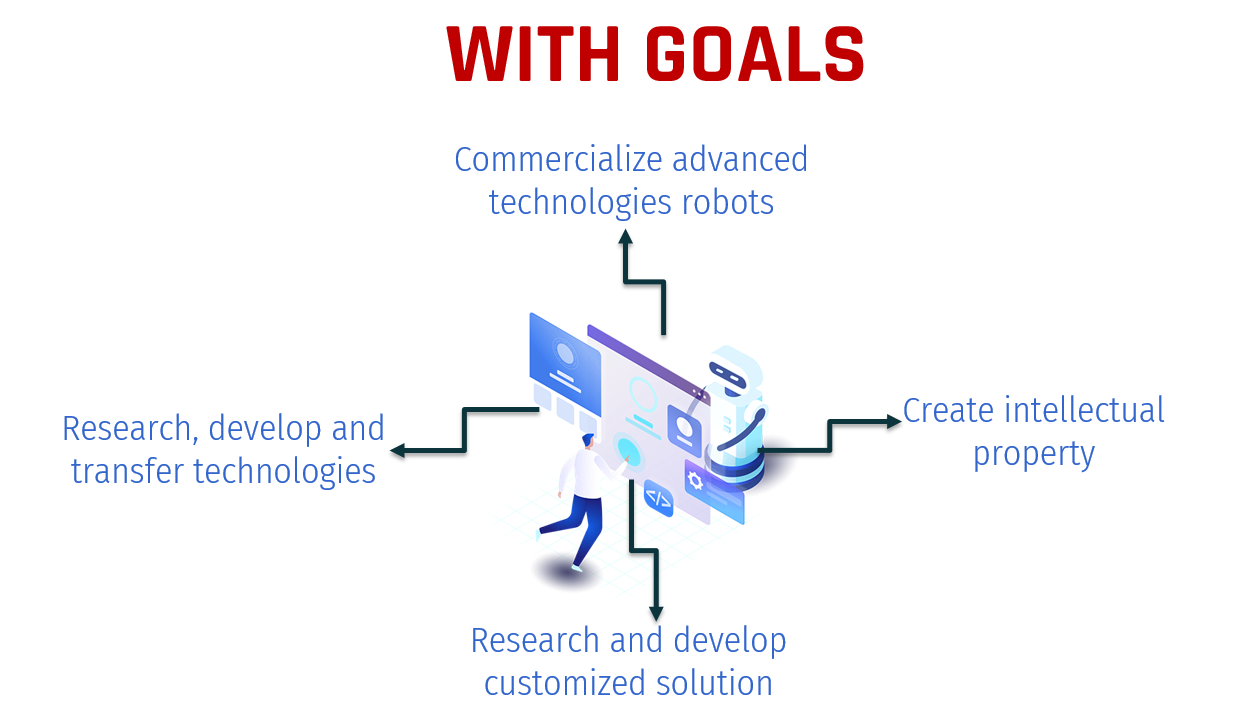 WITH GOALS
Commercialize advanced
technologies robots
Research, develop and
transfer technologies
Create intellectual
property
</>
Research and develop
customized solution